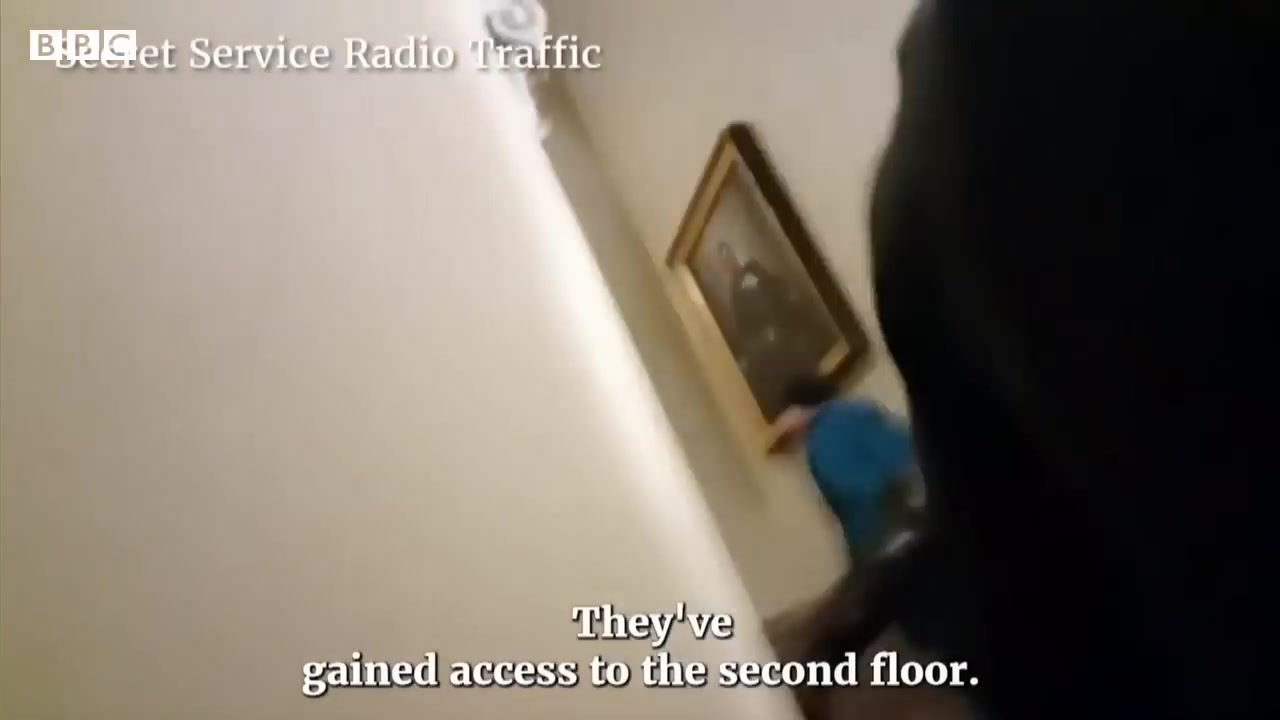 BBC
Secret Service Radio Traffic
They've
gained access to the second floor.